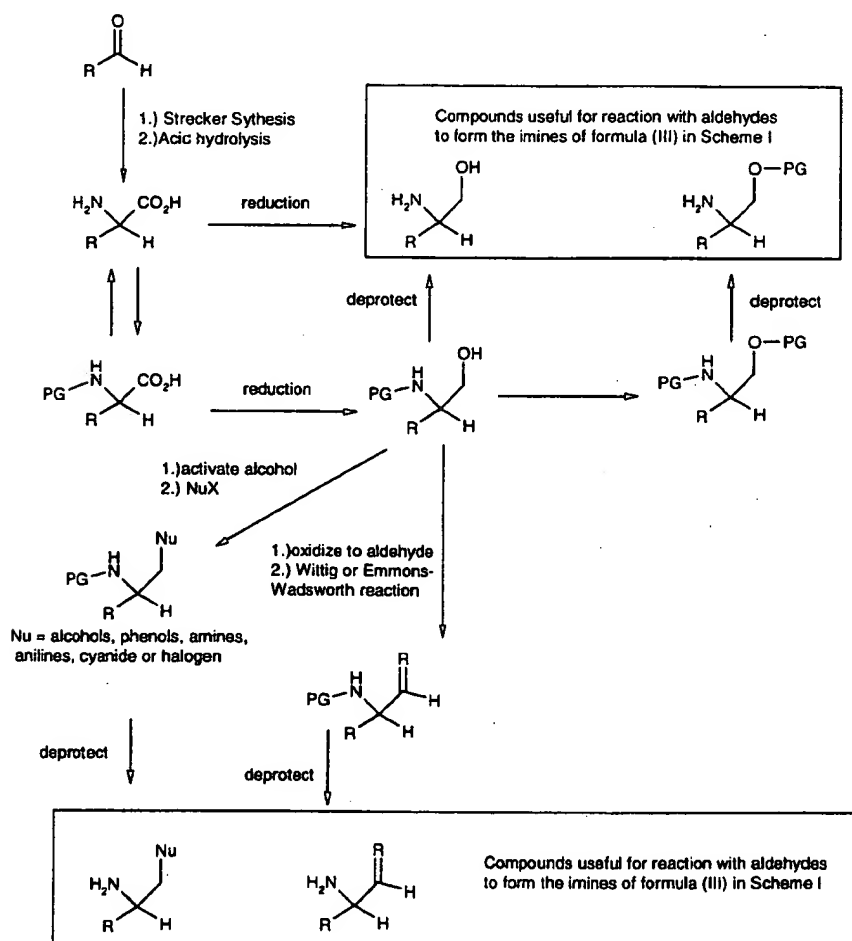 O
R
H
1.) Strecker Sythesis
2.)Acic hydrolysis
Compounds useful for reaction with aldehydes
to form the imines of formula (III) in Scheme I
OH
H2N
R
H
O—PG
H2N
R
H
H2N
CO2H
R
H
reduction
deprotect
deprotect
H
PG
N
CO2H
R
H
reduction
OH
H
PG
N
R
H
O—PG
H
PG
N
R
H
1.)activate alcohol
2.) NuX
1.)oxidize to aldehyde
2.) Wittig or Emmons-
Wadsworth reaction
Nu
H
PG
N
R
H
Nu = alcohols, phenols, amines,
anilines, cyanide or halogen
R
H
PG
N
H
R
H
deprotect
deprotect
Nu
H2N
R
H
R
H2N
H
R
H
Compounds useful for reaction with aldehydes
to form the imines of formula (III) in Scheme I